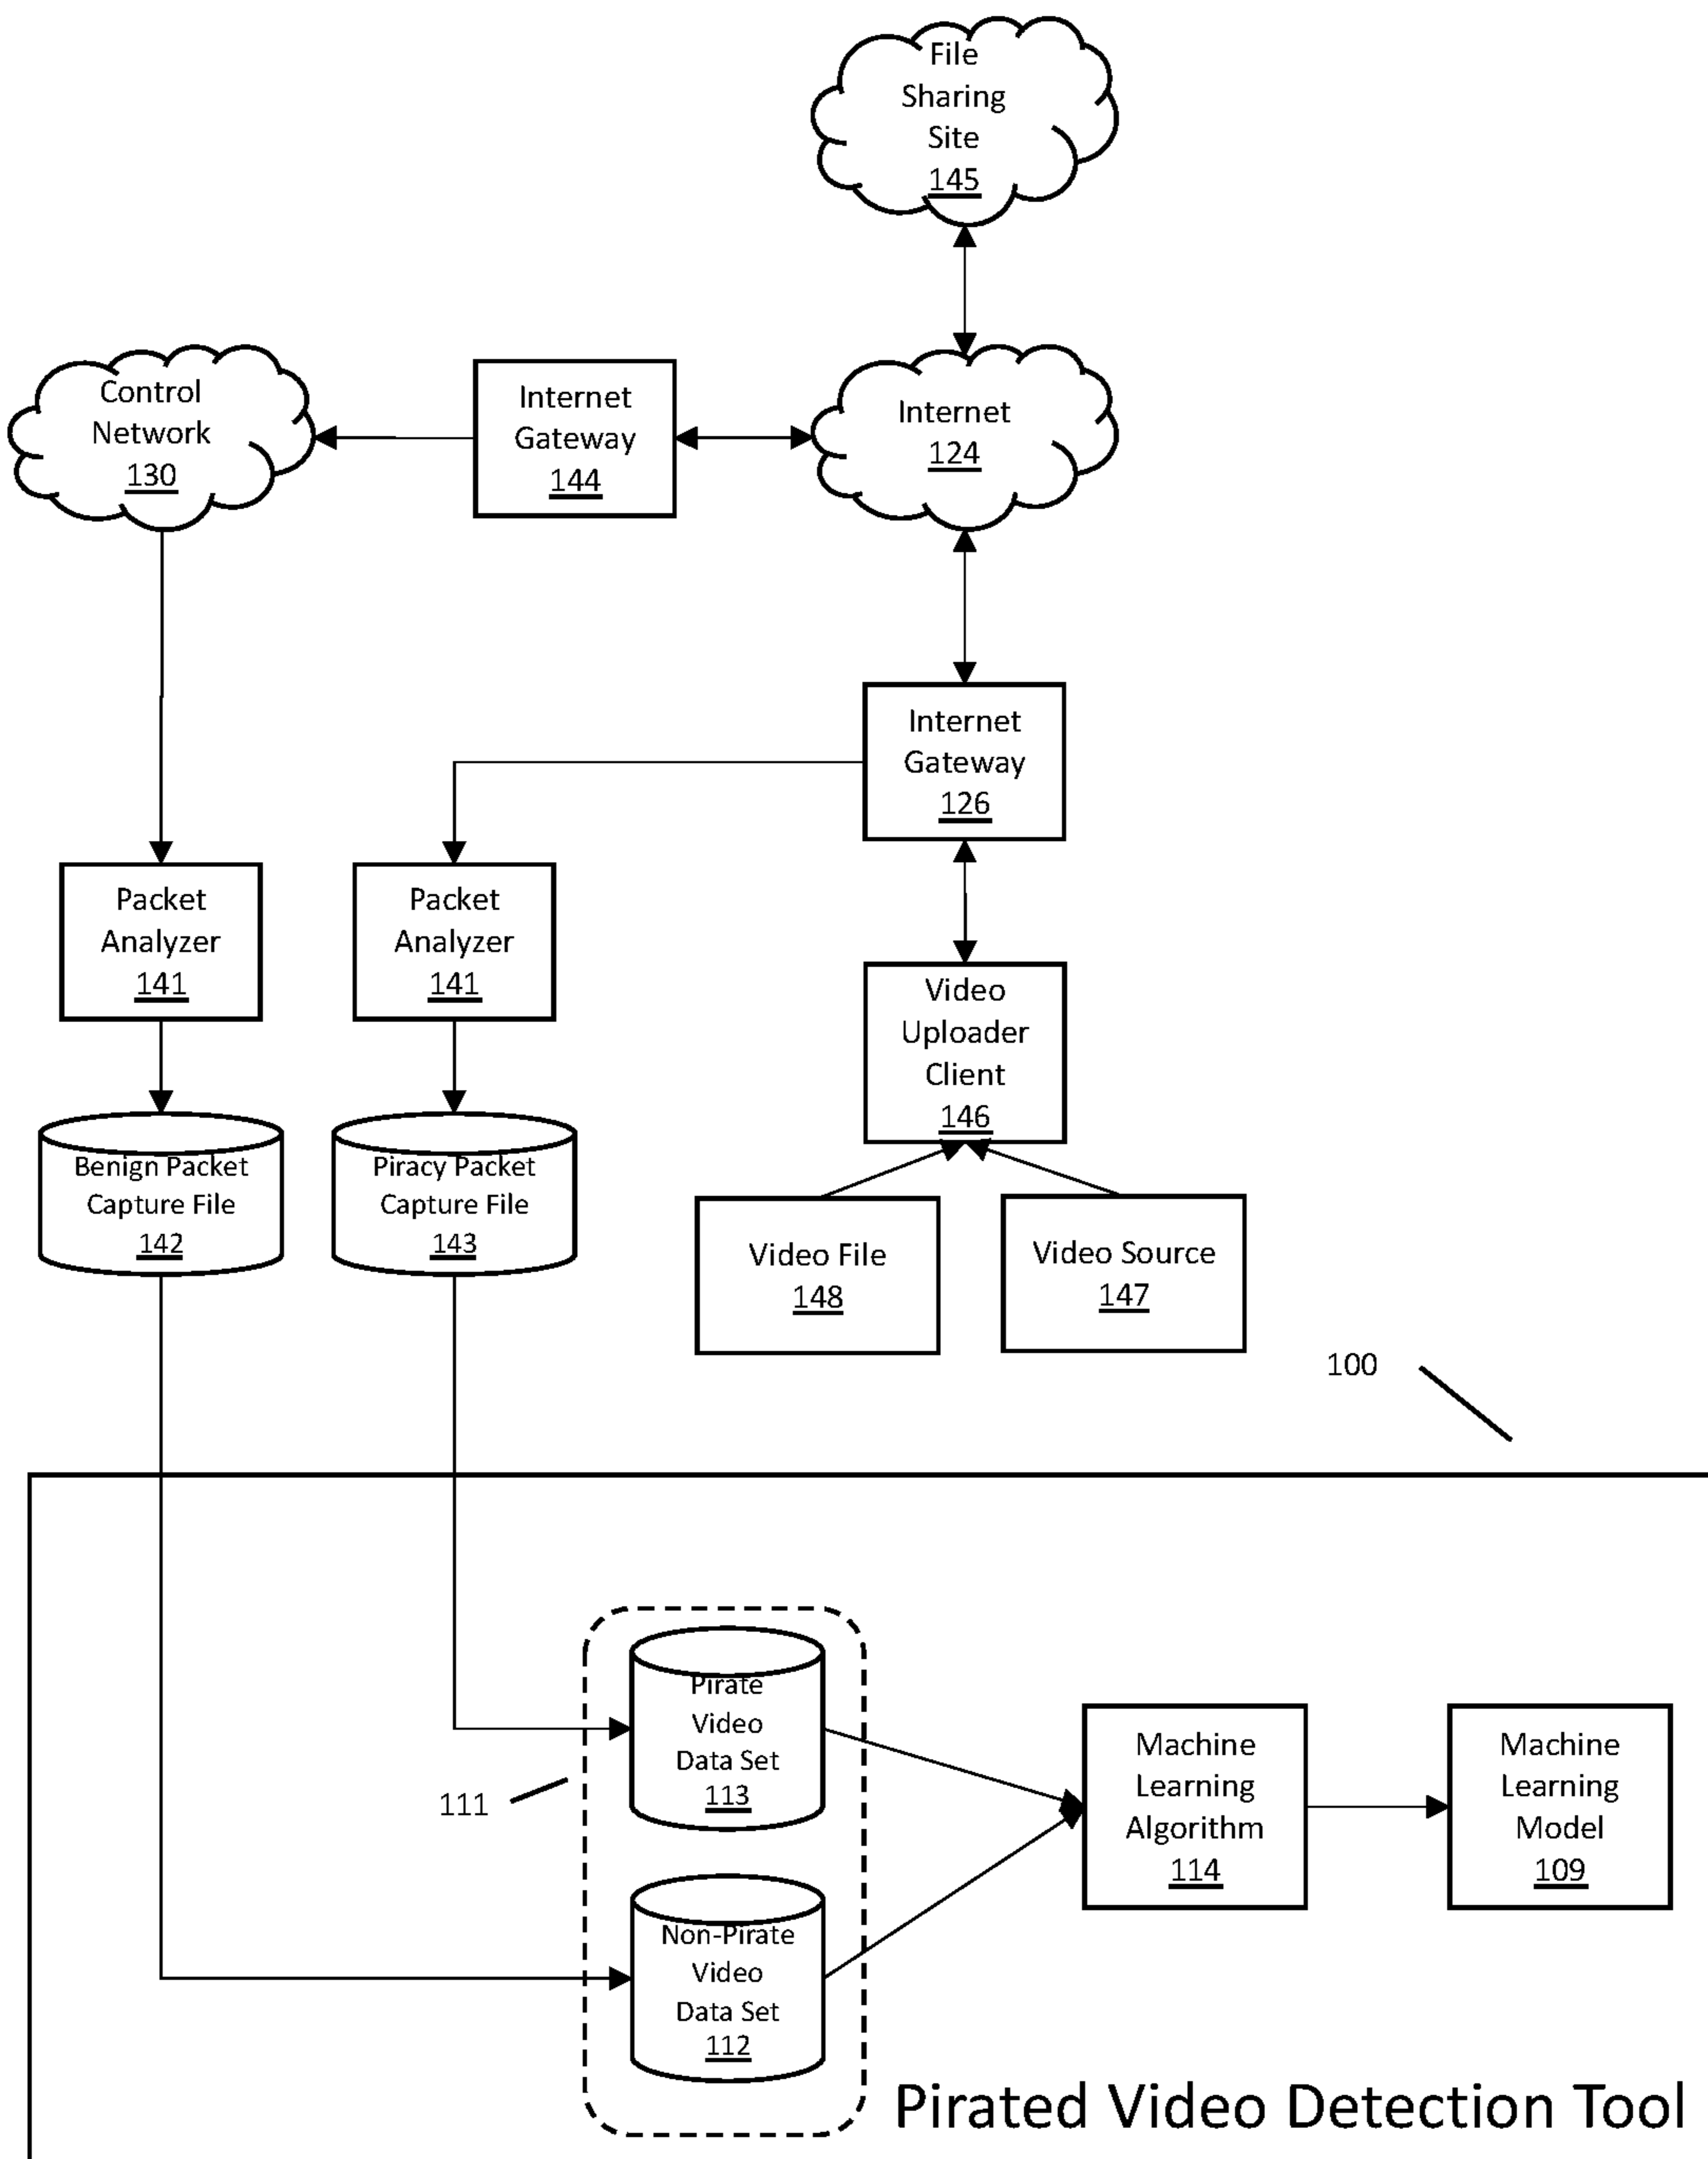 File
Sharing
Site
145
Control
Network
130
Internet
Gateway
144
Internet
124
Internet
Gateway
126
Packet
Analyzer
141
Packet
Analyzer
141
Video
Uploader
Client
146
Benign Packet
Capture File
142
Piracy Packet
Capture File
143
Video File
148
Video Source
147
100
Pirate
Video
Data Set
113
111
Machine
Learning
Algorithm
114
Machine
Learning
Model
109
Non-Pirate
Video
Data Set
112
Pirated Video Detection Tool